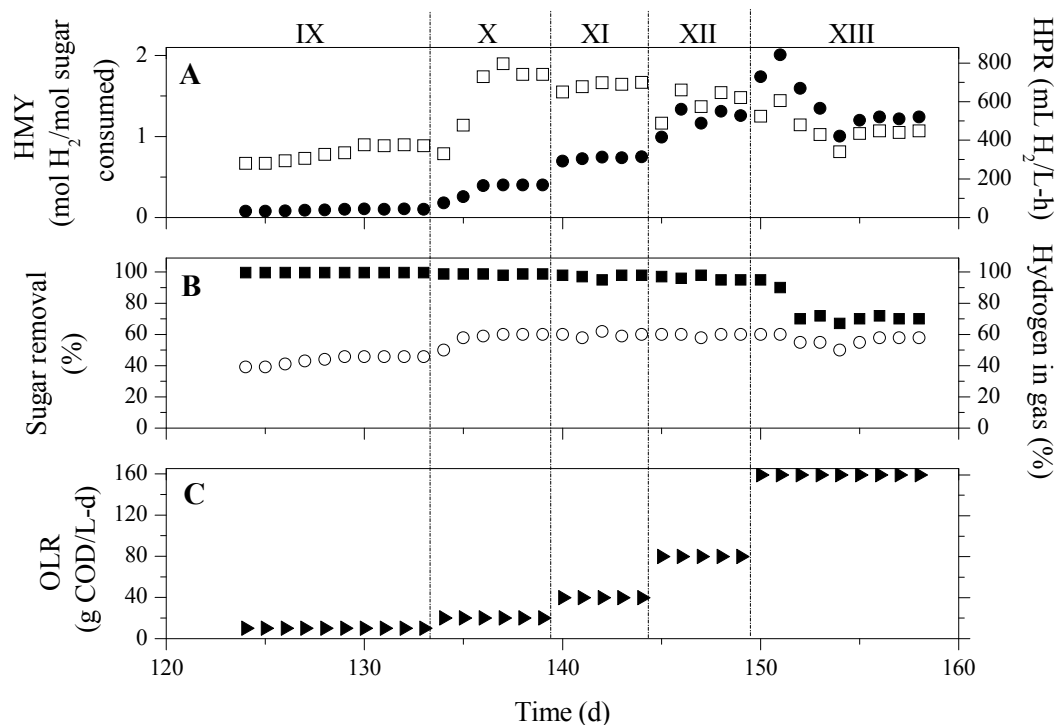 IX X XI XII XIII
A
HMY
(mol H2/mol sugar
consumed)
2
1
0
800
600
400
200
0
HPR (mL H2/L-h)
B
Sugar removal
(%)
100
80
60
40
20
0
100
80
60
40
20
0
Hydrogen in gas (%)
C
OLR
(g COD/L-d)
160
120
80
40
0
120 130 140 150 160
Time (d)